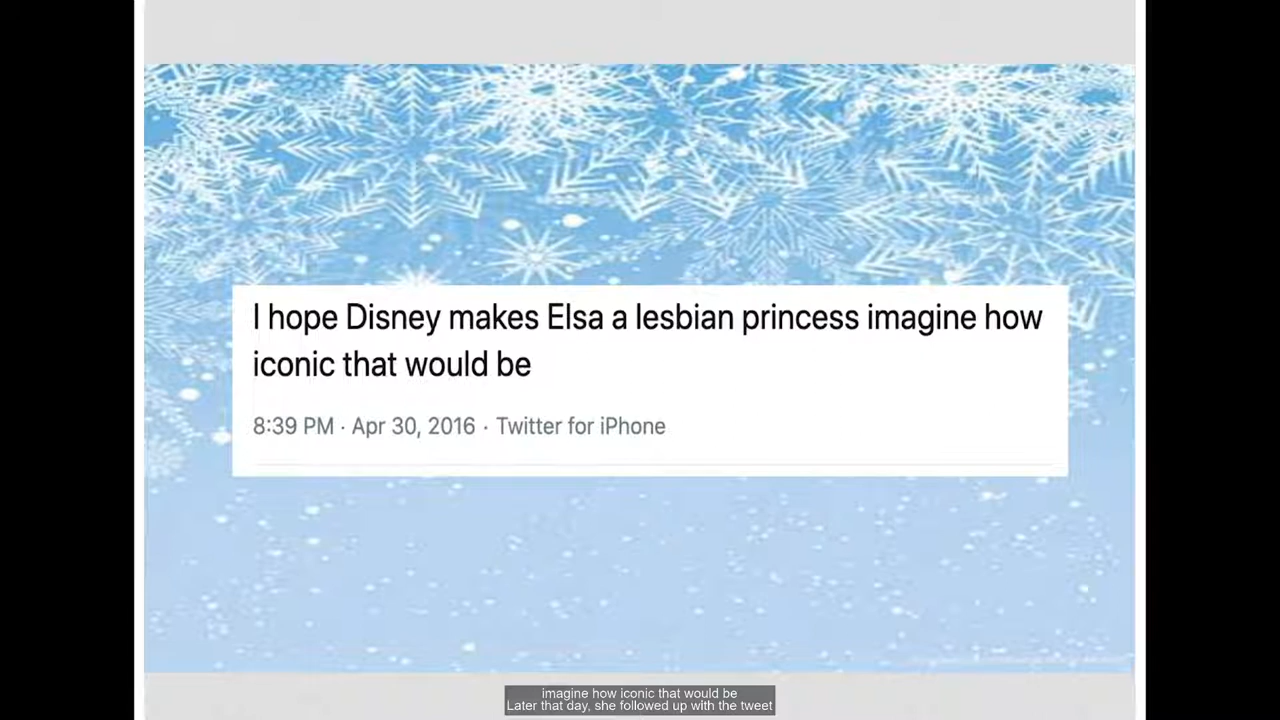 I hope Disney makes Elsa a lesbian princess imagine how
iconic that would be
8:39 PM · Apr 30, 2016 · Twitter for iPhone
imagine how iconic that would be
Later that day, she followed up with the tweet